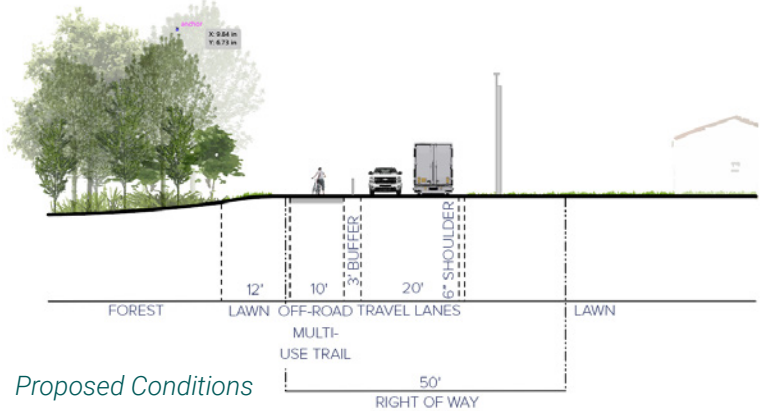 anchor
X: 9.84 in
Y: 6.73 in
3' BUFFER
6" SHOULDER
12'
10'
20'
FOREST
LAWN
OFF-ROAD
MULTI-
USE TRAIL
TRAVEL LANES
LAWN
50'
RIGHT OF WAY
Proposed Conditions